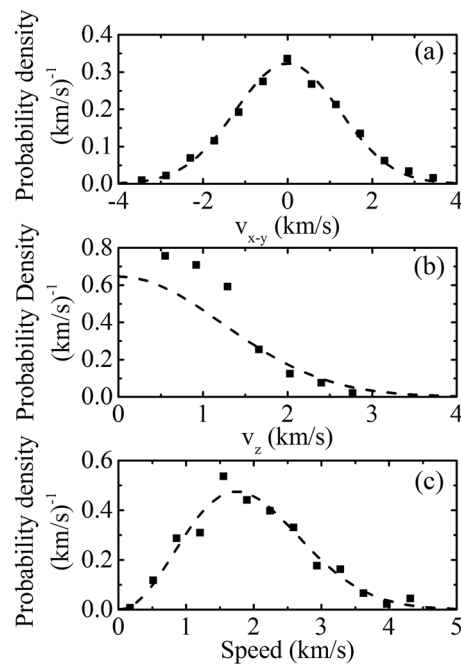 Probability density
(km/s)⁻¹
0.4
0.3
0.2
0.1
0.0
(a)
-4 -2 0 2 4
v_x-y (km/s)
Probability Density
(km/s)⁻¹
0.8
0.6
0.4
0.2
0.0
(b)
0 1 2 3 4
v_z (km/s)
Probability density
(km/s)⁻¹
0.6
0.4
0.2
0.0
(c)
0 1 2 3 4 5
Speed (km/s)